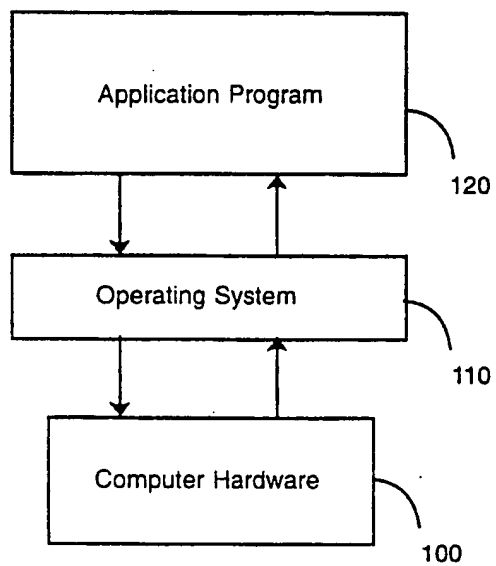 Application Program
120
Operating System
110
Computer Hardware
100